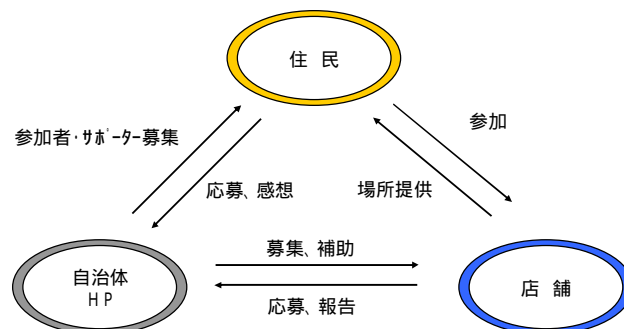 住 民
参加者・ｻﾎﾟｰﾀｰ募集
参加
応募、感想
場所提供
募集、補助
自治体
ＨＰ
店 舗
応募、報告